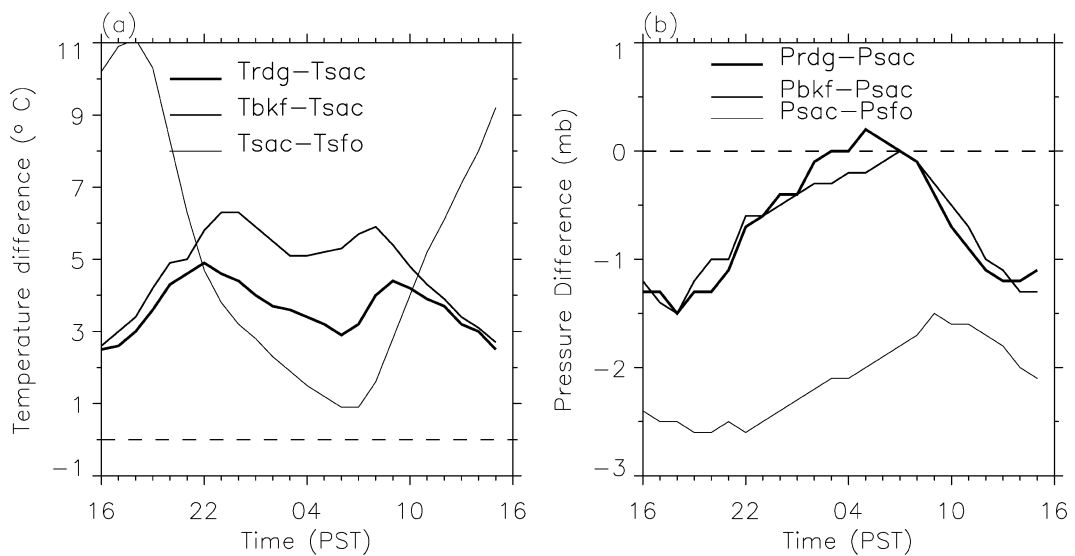 (a)
11
9
7
5
3
1
−1
Temperature difference (º C)
Trdg−Tsac
Tbkf−Tsac
Tsac−Tsfo
16 22 04 10 16
Time (PST)
(b)
1
0
−1
−2
−3
Pressure Difference (mb)
Prdg−Psac
Pbkf−Psac
Psac−Psfo
16 22 04 10 16
Time (PST)